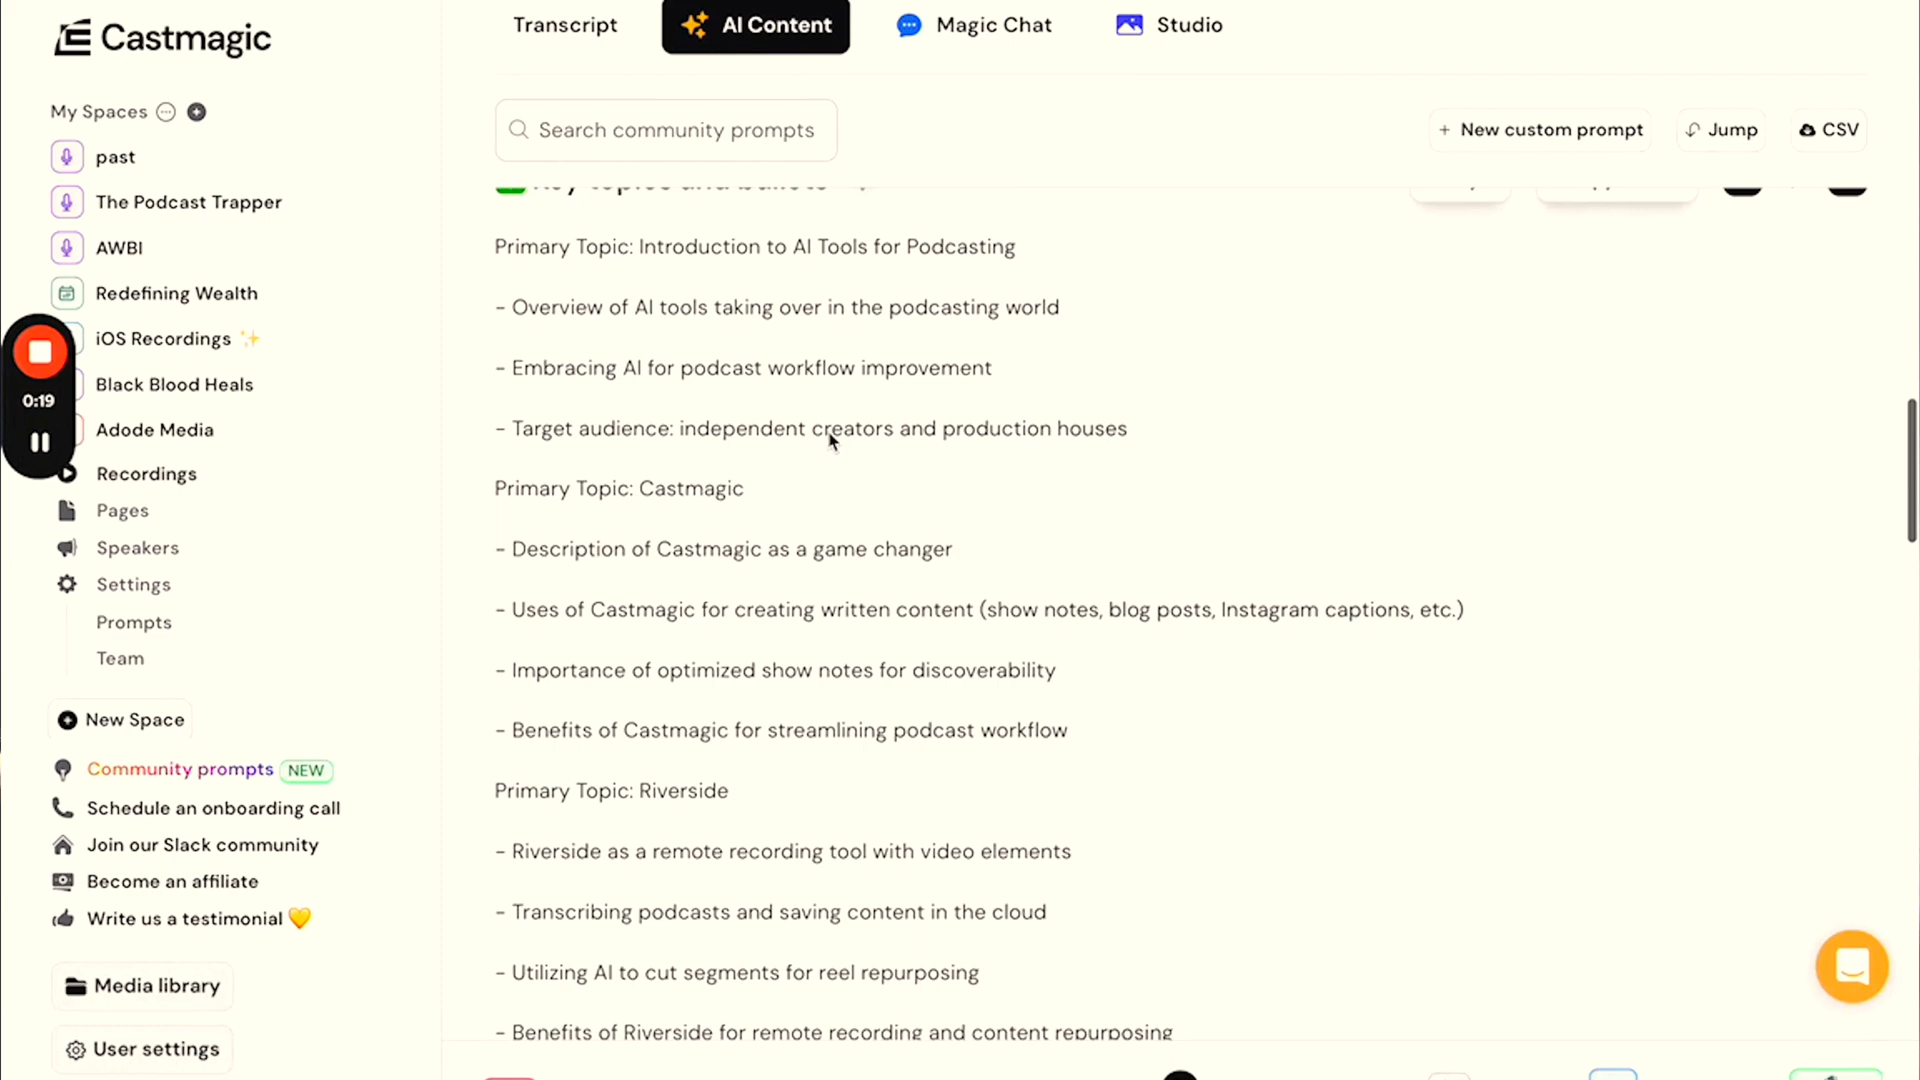 Castmagic
Transcript
AI Content
Magic Chat
Studio
My Spaces
past
The Podcast Trapper
AWBI
Redefining Wealth
iOS Recordings
Black Blood Heals
Adode Media
Recordings
Pages
Speakers
Settings
Prompts
Team
New Space
Community prompts NEW
Schedule an onboarding call
Join our Slack community
Become an affiliate
Write us a testimonial
Media library
User settings
0:19
Search community prompts
+ New custom prompt
Jump
CSV
Primary Topic: Introduction to AI Tools for Podcasting
- Overview of AI tools taking over in the podcasting world
- Embracing AI for podcast workflow improvement
- Target audience: independent creators and production houses
Primary Topic: Castmagic
- Description of Castmagic as a game changer
- Uses of Castmagic for creating written content (show notes, blog posts, Instagram captions, etc.)
- Importance of optimized show notes for discoverability
- Benefits of Castmagic for streamlining podcast workflow
Primary Topic: Riverside
- Riverside as a remote recording tool with video elements
- Transcribing podcasts and saving content in the cloud
- Utilizing AI to cut segments for reel repurposing
- Benefits of Riverside for remote recording and content repurposing